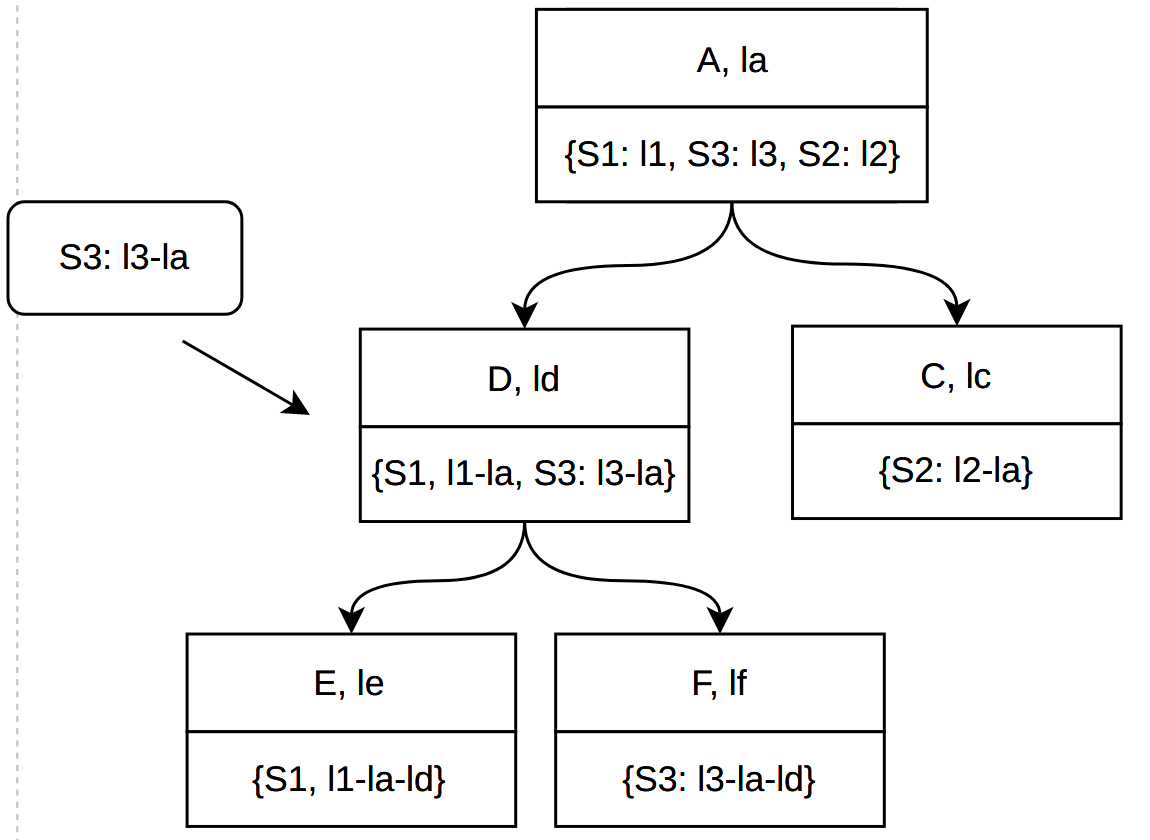 A, la
{S1: l1, S3: l3, S2: l2}
S3: l3-la
D, ld
{S1, l1-la, S3: l3-la}
C, lc
{S2: l2-la}
E, le
{S1, l1-la-ld}
F, lf
{S3: l3-la-ld}